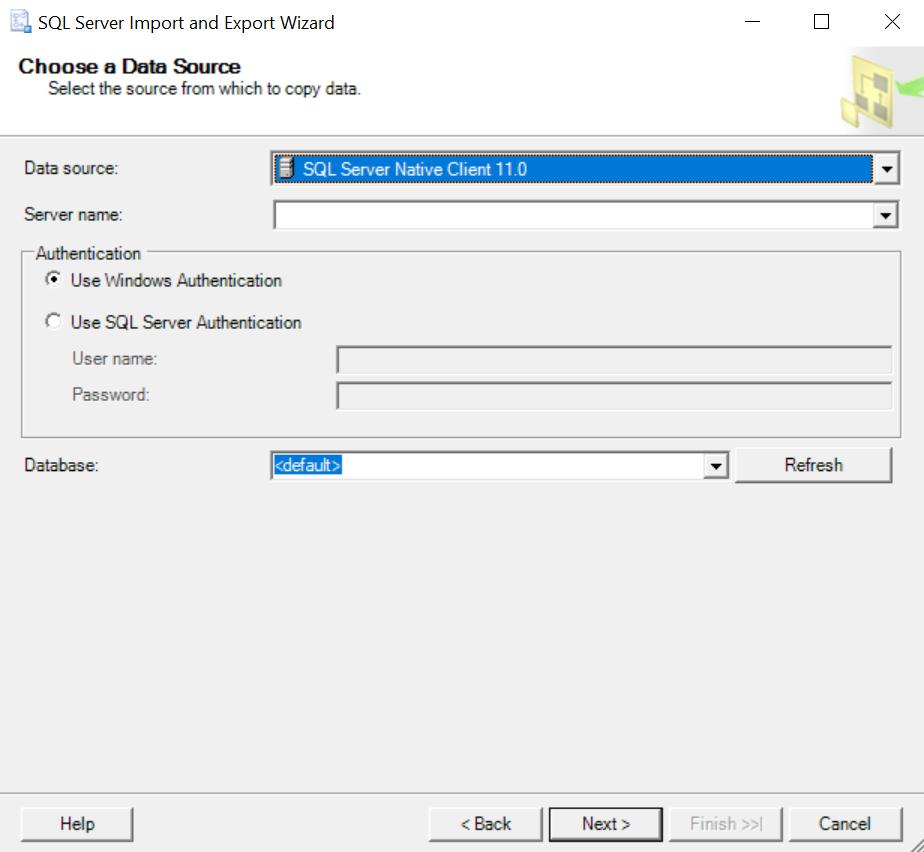 SQL Server Import and Export Wizard
Choose a Data Source
Select the source from which to copy data.
Data source: SQL Server Native Client 11.0
Server name:
Authentication
Use Windows Authentication
Use SQL Server Authentication
User name:
Password:
Database: <default> Refresh
Help < Back Next > Finish >>| Cancel